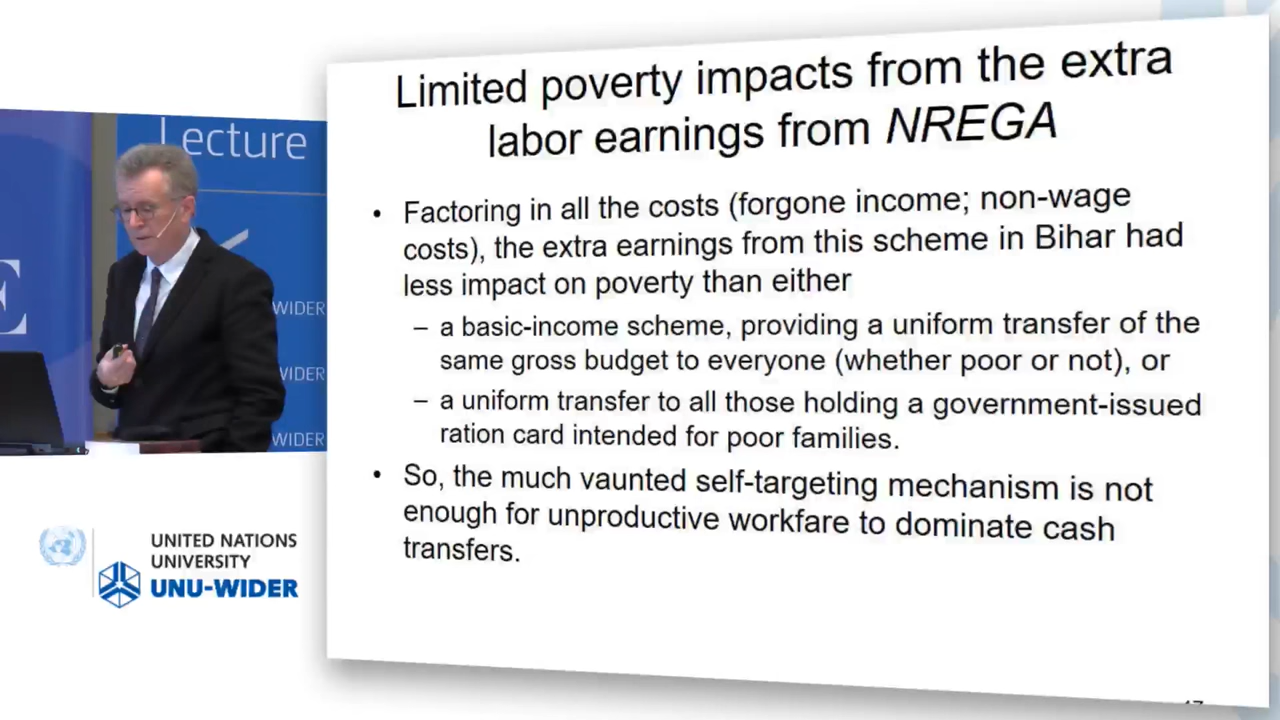 Lecture
E
WIDER
WIDER
WIDER
UNITED NATIONS
UNIVERSITY
UNU-WIDER
Limited poverty impacts from the extra
labor earnings from NREGA
• Factoring in all the costs (forgone income; non-wage
costs), the extra earnings from this scheme in Bihar had
less impact on poverty than either
– a basic-income scheme, providing a uniform transfer of the
same gross budget to everyone (whether poor or not), or
– a uniform transfer to all those holding a government-issued
ration card intended for poor families.
• So, the much vaunted self-targeting mechanism is not
enough for unproductive workfare to dominate cash
transfers.